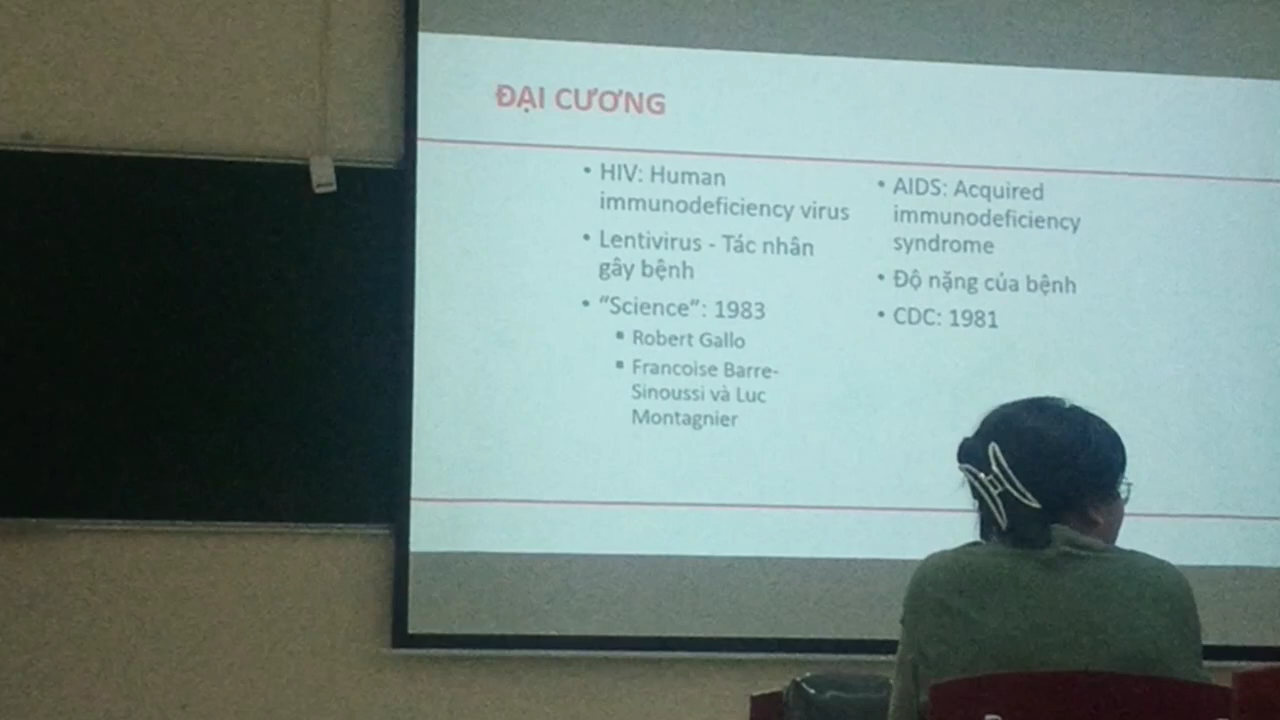 ĐẠI CƯƠNG
• HIV: Human
immunodeficiency virus
• Lentivirus - Tác nhân
gây bệnh
• “Science”: 1983
▪ Robert Gallo
▪ Francoise Barre-
Sinoussi và Luc
Montagnier
• AIDS: Acquired
immunodeficiency
syndrome
• Độ nặng của bệnh
• CDC: 1981